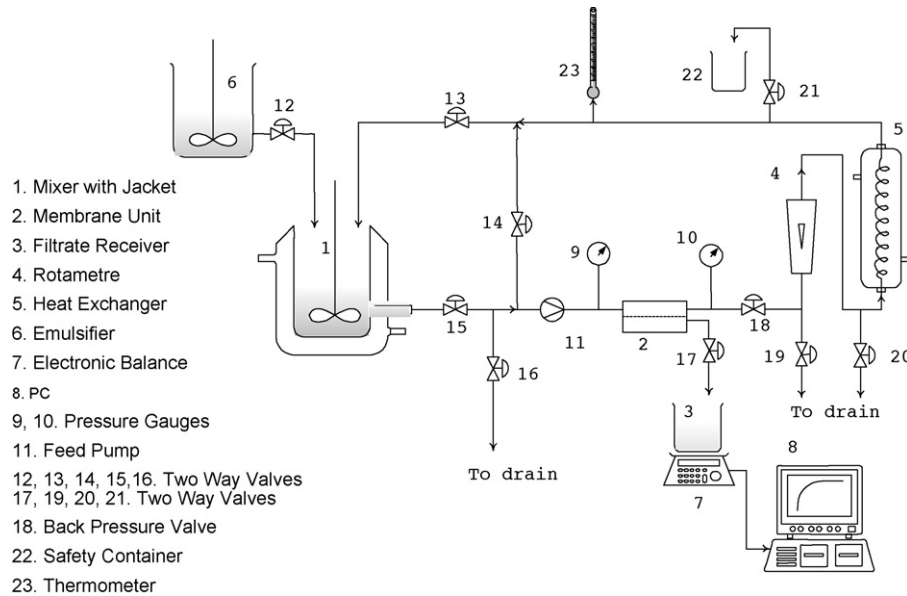 23
22
21
6
12
13
5
4
1. Mixer with Jacket
2. Membrane Unit
3. Filtrate Receiver
4. Rotametre
5. Heat Exchanger
6. Emulsifier
7. Electronic Balance
8. PC
9, 10. Pressure Gauges
11. Feed Pump
12, 13, 14, 15,16. Two Way Valves
17, 19, 20, 21. Two Way Valves
18. Back Pressure Valve
22. Safety Container
23. Thermometer
1
14
9
10
15
11
2
18
16
17
19
20
To drain
3
To drain
8
7